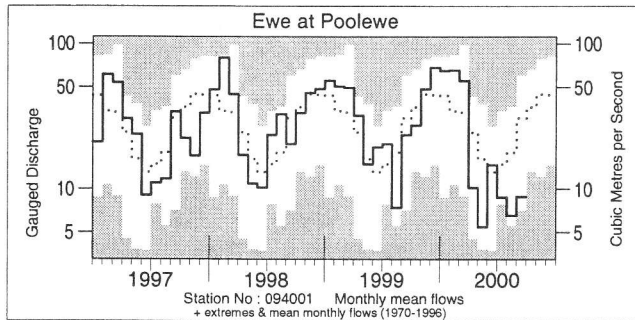 Ewe at Poolewe
100
50
10
5
Gauged Discharge
100
50
10
5
Cubic Metres per Second
1997 1998 1999 2000
Station No : 094001 Monthly mean flows
+ extremes & mean monthly flows (1970-1996)